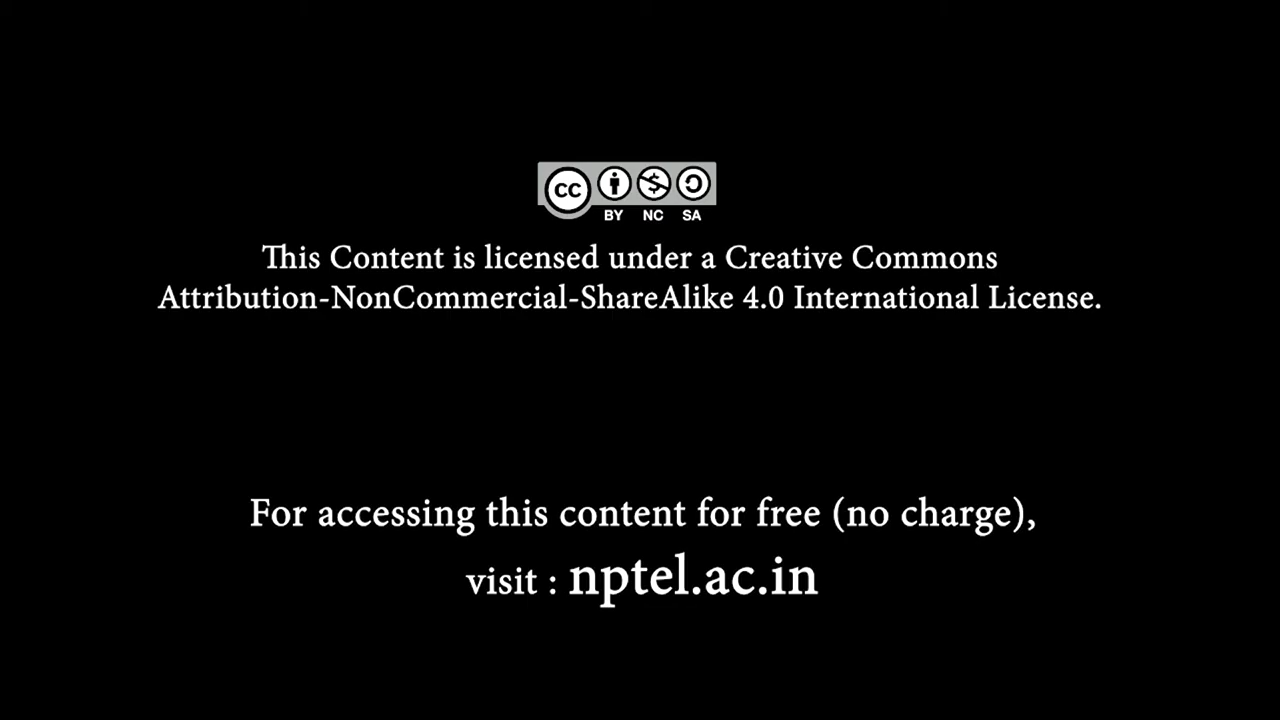 cc
BY NC SA
This Content is licensed under a Creative Commons
Attribution-NonCommercial-ShareAlike 4.0 International License.
For accessing this content for free (no charge),
visit : nptel.ac.in